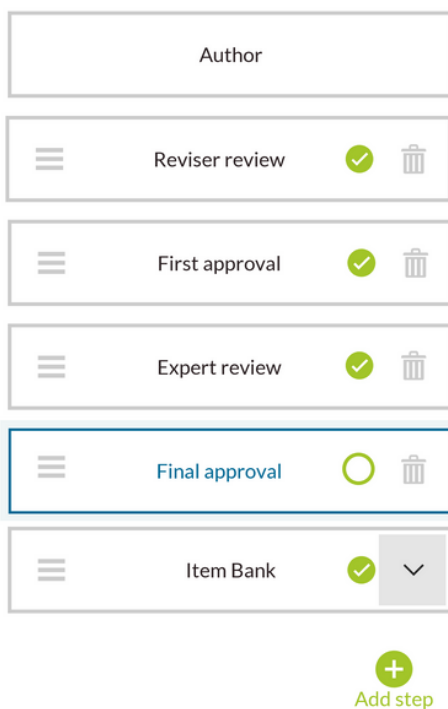 Author
Reviser review
First approval
Expert review
Final approval
Item Bank
Add step